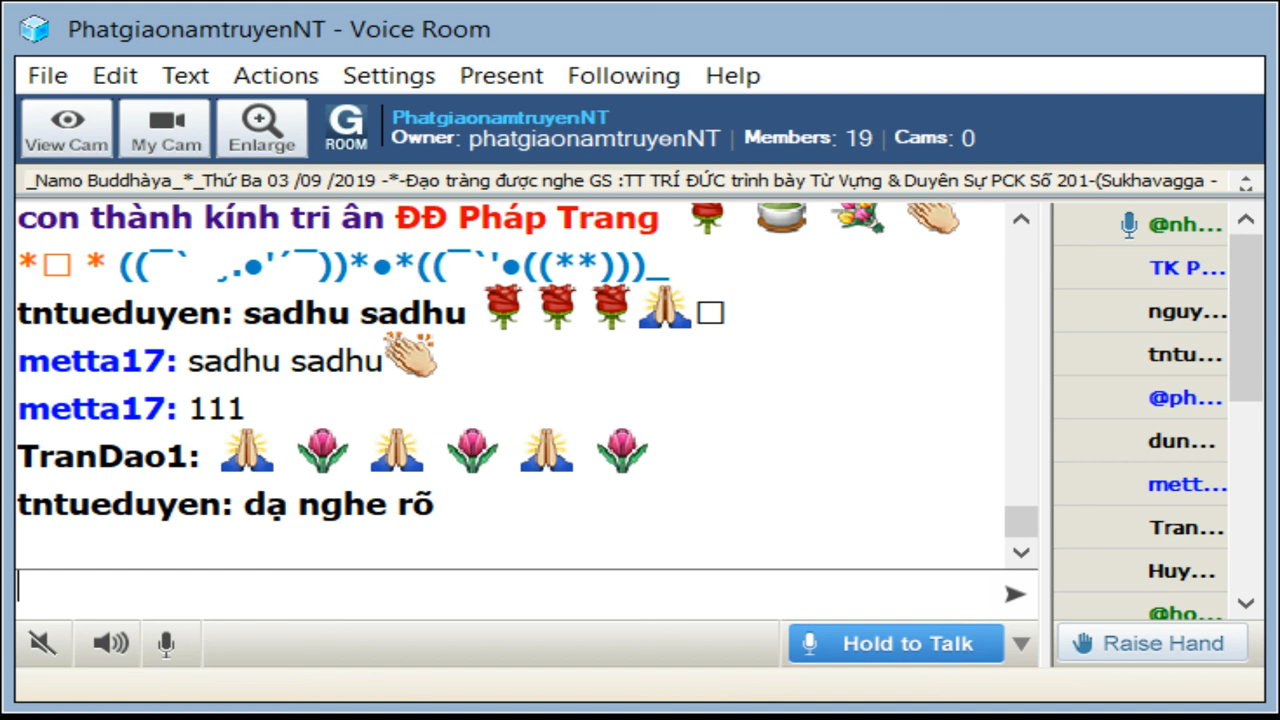 PhatgiaonamtruyenNT - Voice Room
File Edit Text Actions Settings Present Following Help
View Cam My Cam Enlarge G ROOM
PhatgiaonamtruyenNT
Owner: phatgiaonamtruyenNT | Members: 19 | Cams: 0
_Namo Buddhàya_*_Thứ Ba 03 /09 /2019 -*-Đạo tràng được nghe GS :TT TRÍ ĐỨC trình bày Từ Vựng & Duyên Sự PCK Số 201-(Sukhavagga -
con thành kính tri ân ĐĐ Pháp Trang 🌹 🍵 💐 👏
*□ * ((¯` ¸.●'´¯))*●*((¯`'●((**)))_
tntueduyen: sadhu sadhu 🌹 🌹 🌹 🙏□
metta17: sadhu sadhu👏
metta17: 111
TranDao1: 🙏 🌷 🙏 🌷 🙏 🌷
tntueduyen: dạ nghe rõ
@nh...
TK P...
nguy...
tntu...
@ph...
dun...
mett...
Tran...
Huy...
@ho...
Hold to Talk
Raise Hand